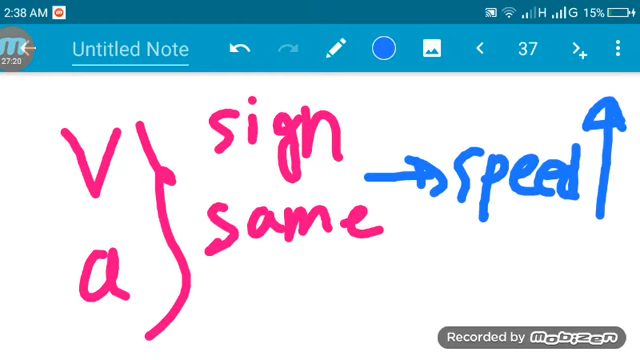 2:38 AM H G 15%
27:20 Untitled Note 37
V sign
a same → speed ↑
Recorded by mobizen